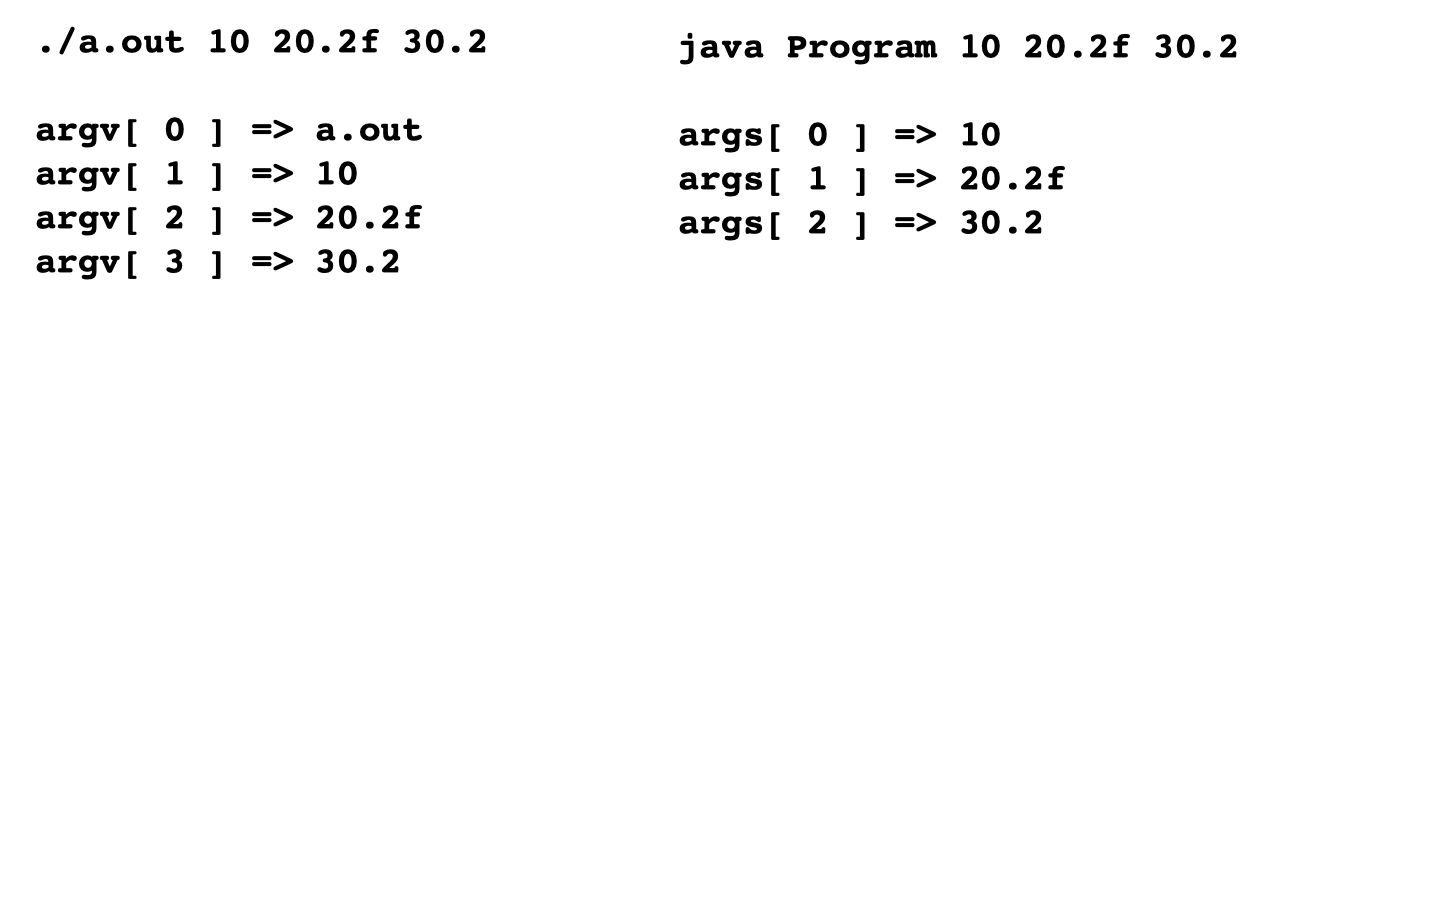 ./a.out 10 20.2f 30.2
argv[ 0 ] => a.out
argv[ 1 ] => 10
argv[ 2 ] => 20.2f
argv[ 3 ] => 30.2
java Program 10 20.2f 30.2
args[ 0 ] => 10
args[ 1 ] => 20.2f
args[ 2 ] => 30.2